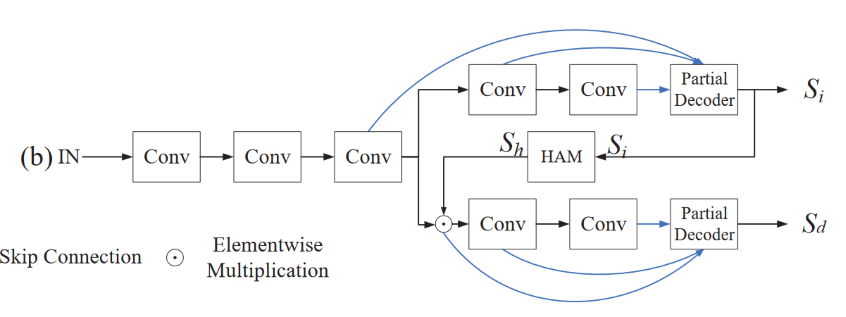 Conv
Conv
Partial
Decoder
S_i
(b) IN
Conv
Conv
Conv
S_h
HAM
S_i
Conv
Conv
Partial
Decoder
S_d
Skip Connection
Elementwise
Multiplication